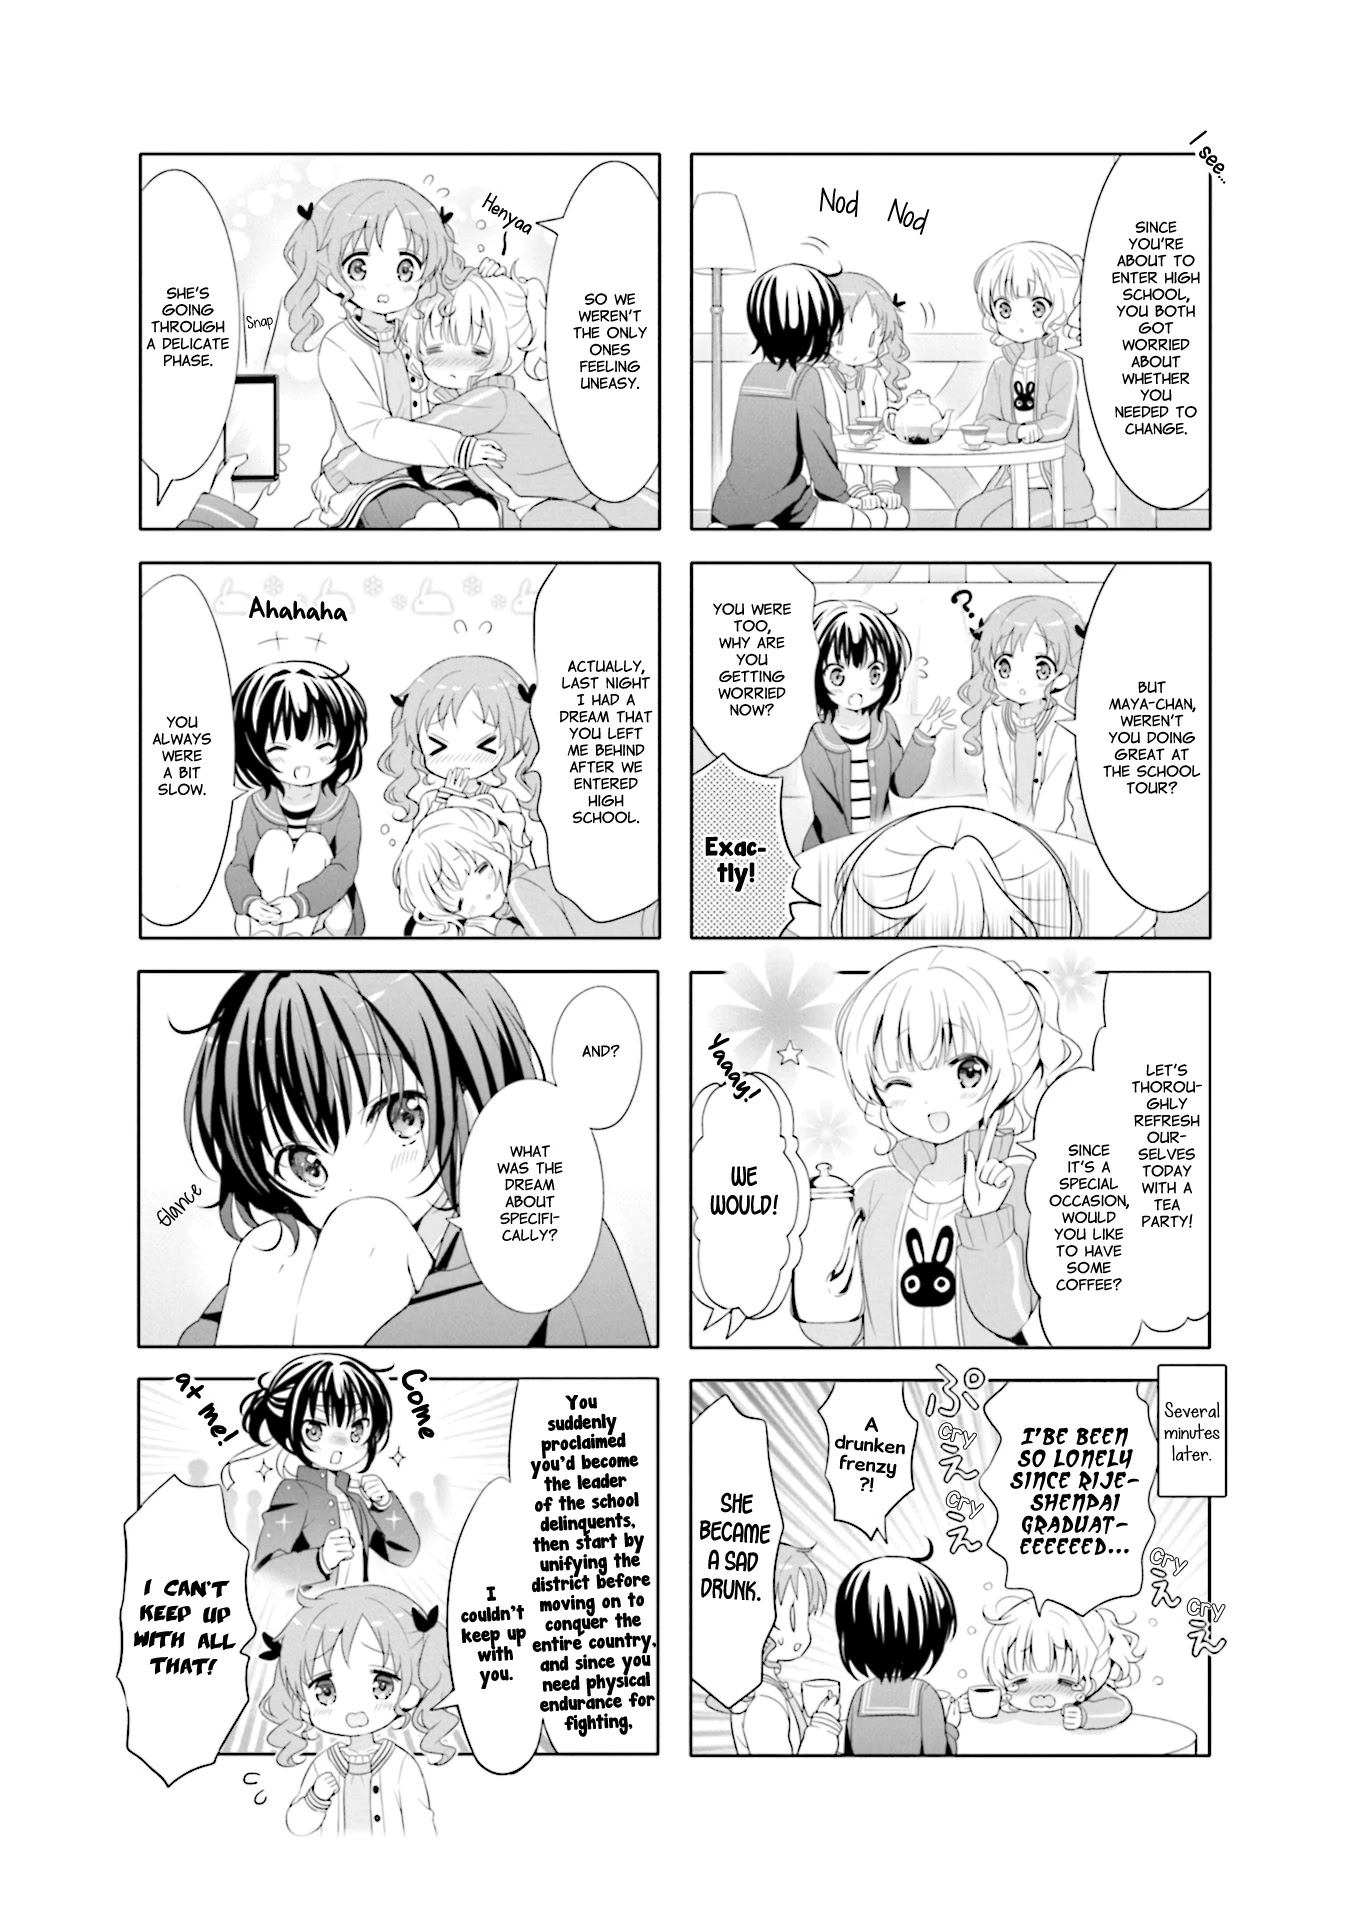 I see...
SINCE
YOU'RE
ABOUT TO
ENTER HIGH
SCHOOL,
YOU BOTH
GOT
WORRIED
ABOUT
WHETHER
YOU
NEEDED TO
CHANGE.
Nod Nod
BUT
MAYA-CHAN,
WEREN'T
YOU DOING
GREAT AT
THE SCHOOL
TOUR?
?
YOU WERE
TOO,
WHY ARE
YOU
GETTING
WORRIED
NOW?
Exac-
tly!
LET'S
THOROU-
GHLY
REFRESH
OUR-
SELVES
TODAY
WITH A
TEA
PARTY!
SINCE
IT'S A
SPECIAL
OCCASION,
WOULD
YOU LIKE
TO HAVE
SOME
COFFEE?
Yaaay!
WE
WOULD!
Several
minutes
later.
I'BE BEEN
SO LONELY
SINCE RIJE-
SHENPAI
GRADUAT-
EEEEEED...
ぷえええええ
cry
cry
cry
cry
A
drunken
frenzy
?!
SHE
BECAME
A SAD
DRUNK.
SO WE
WEREN'T
THE ONLY
ONES
FEELING
UNEASY.
Henyaa
Snap
SHE'S
GOING
THROUGH
A DELICATE
PHASE.
ACTUALLY,
LAST NIGHT
I HAD A
DREAM THAT
YOU LEFT
ME BEHIND
AFTER WE
ENTERED
HIGH
SCHOOL.
Ahahaha
YOU
ALWAYS
WERE
A BIT
SLOW.
AND?
WHAT
WAS THE
DREAM
ABOUT
SPECIFI-
CALLY?
Glance
You
suddenly
proclaimed
you'd become
the leader
of the school
delinquents,
then start by
unifying the
district before
moving on to
conquer the
entire country,
and since you
need physical
endurance for
fighting,
I
couldn't
keep up
with
you.
Come
at me!
I CAN'T
KEEP UP
WITH ALL
THAT!